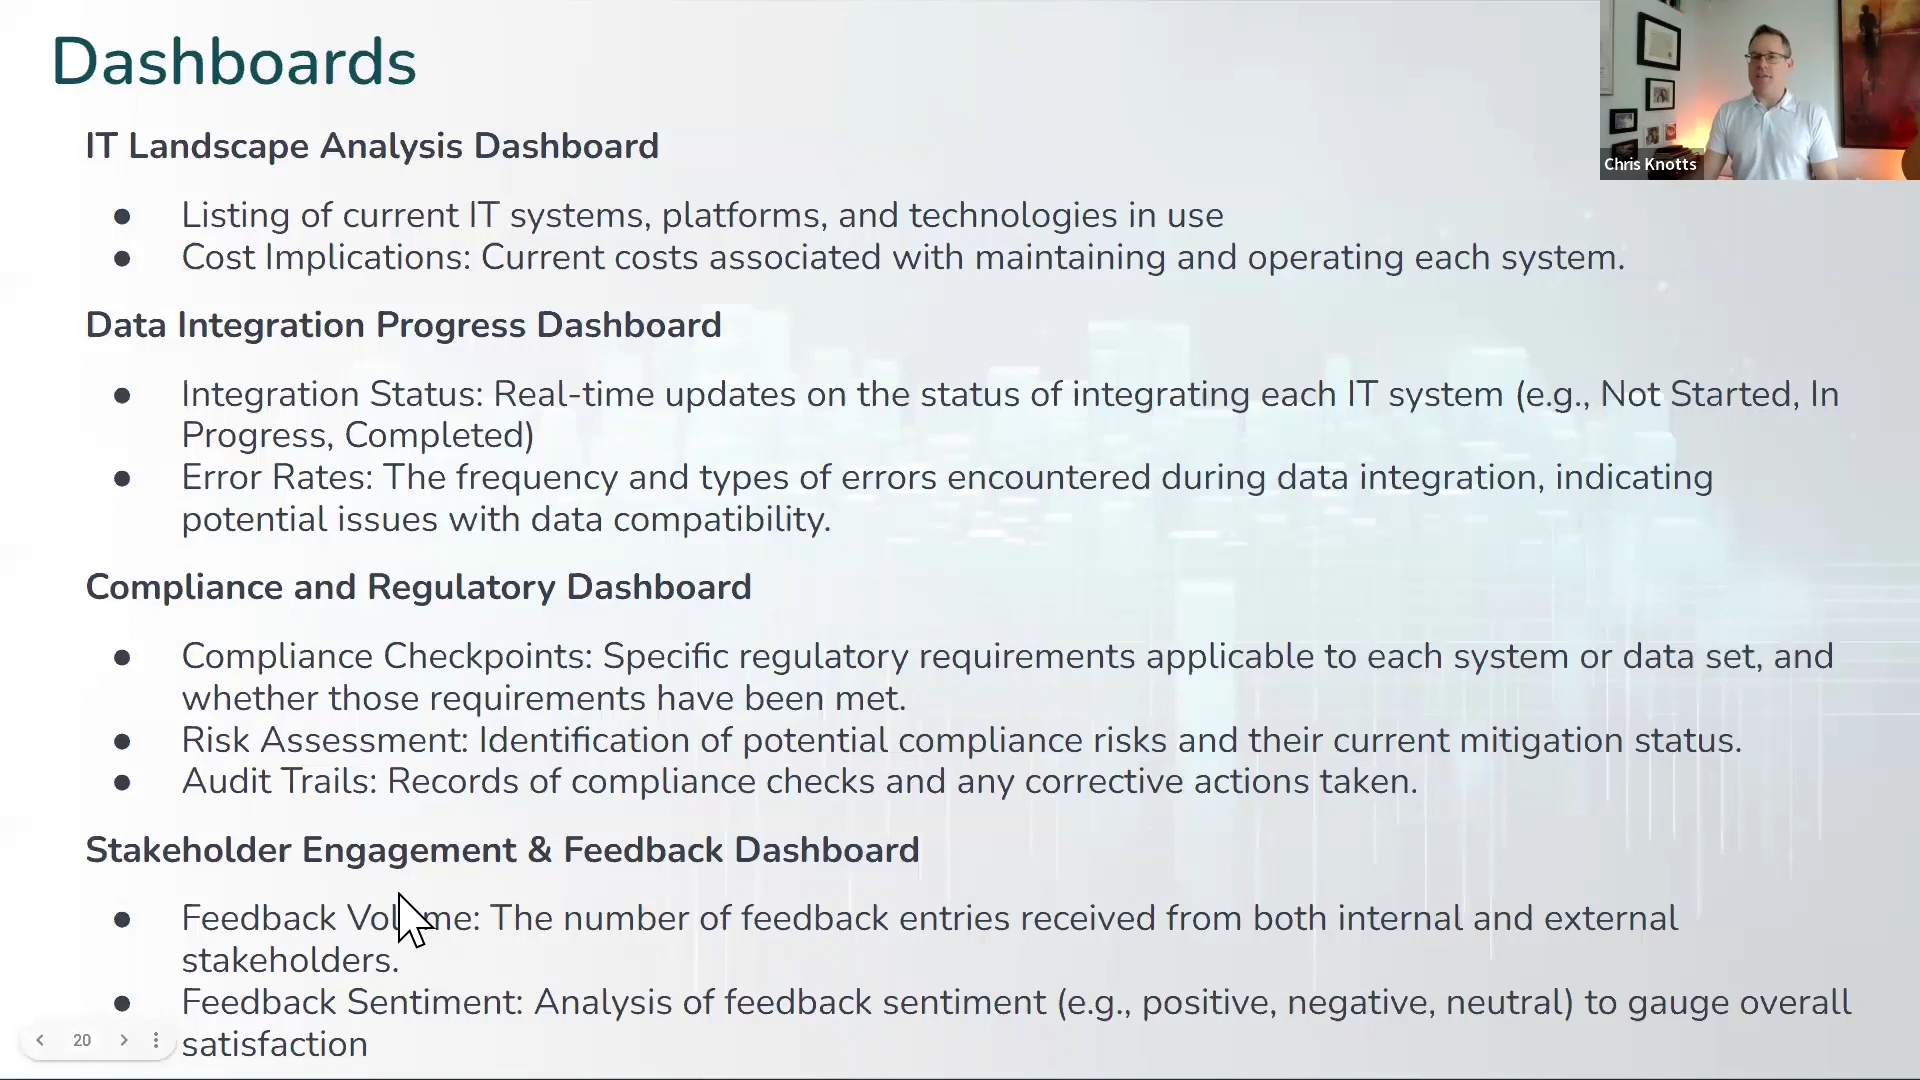 Dashboards
Chris Knotts
IT Landscape Analysis Dashboard
● Listing of current IT systems, platforms, and technologies in use
● Cost Implications: Current costs associated with maintaining and operating each system.
Data Integration Progress Dashboard
● Integration Status: Real-time updates on the status of integrating each IT system (e.g., Not Started, In
Progress, Completed)
● Error Rates: The frequency and types of errors encountered during data integration, indicating
potential issues with data compatibility.
Compliance and Regulatory Dashboard
● Compliance Checkpoints: Specific regulatory requirements applicable to each system or data set, and
whether those requirements have been met.
● Risk Assessment: Identification of potential compliance risks and their current mitigation status.
● Audit Trails: Records of compliance checks and any corrective actions taken.
Stakeholder Engagement & Feedback Dashboard
● Feedback Volume: The number of feedback entries received from both internal and external
stakeholders.
● Feedback Sentiment: Analysis of feedback sentiment (e.g., positive, negative, neutral) to gauge overall
satisfaction
20